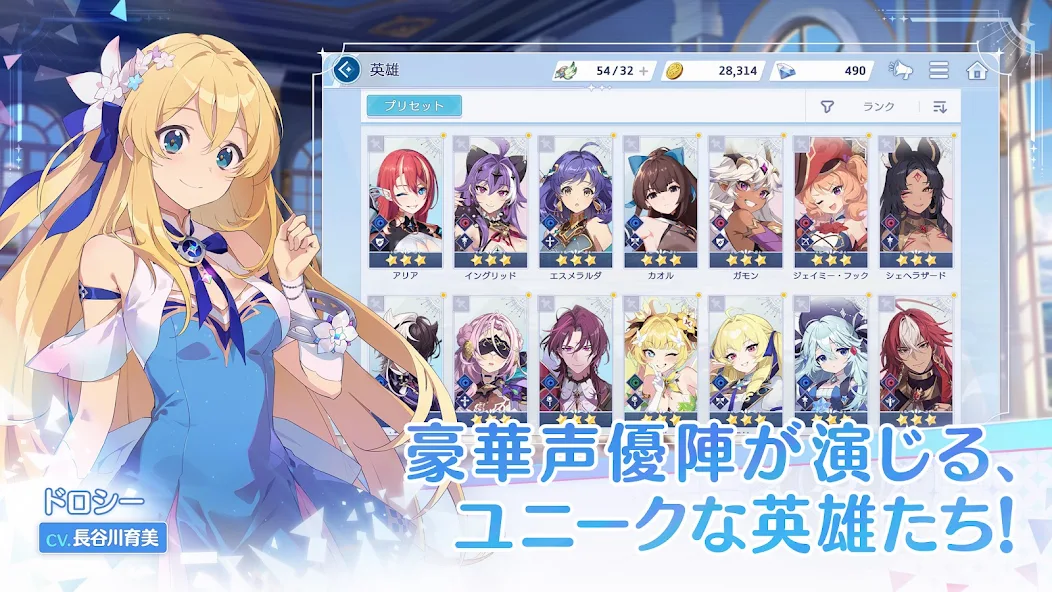 英雄
54/32 +
28,314
490
プリセット
ランク
アリア
イングリッド
エスメラルダ
カオル
ガモン
ジェイミー・フック
シェヘラザード
豪華声優陣が演じる、
ユニークな英雄たち!
ドロシー
CV.長谷川育美